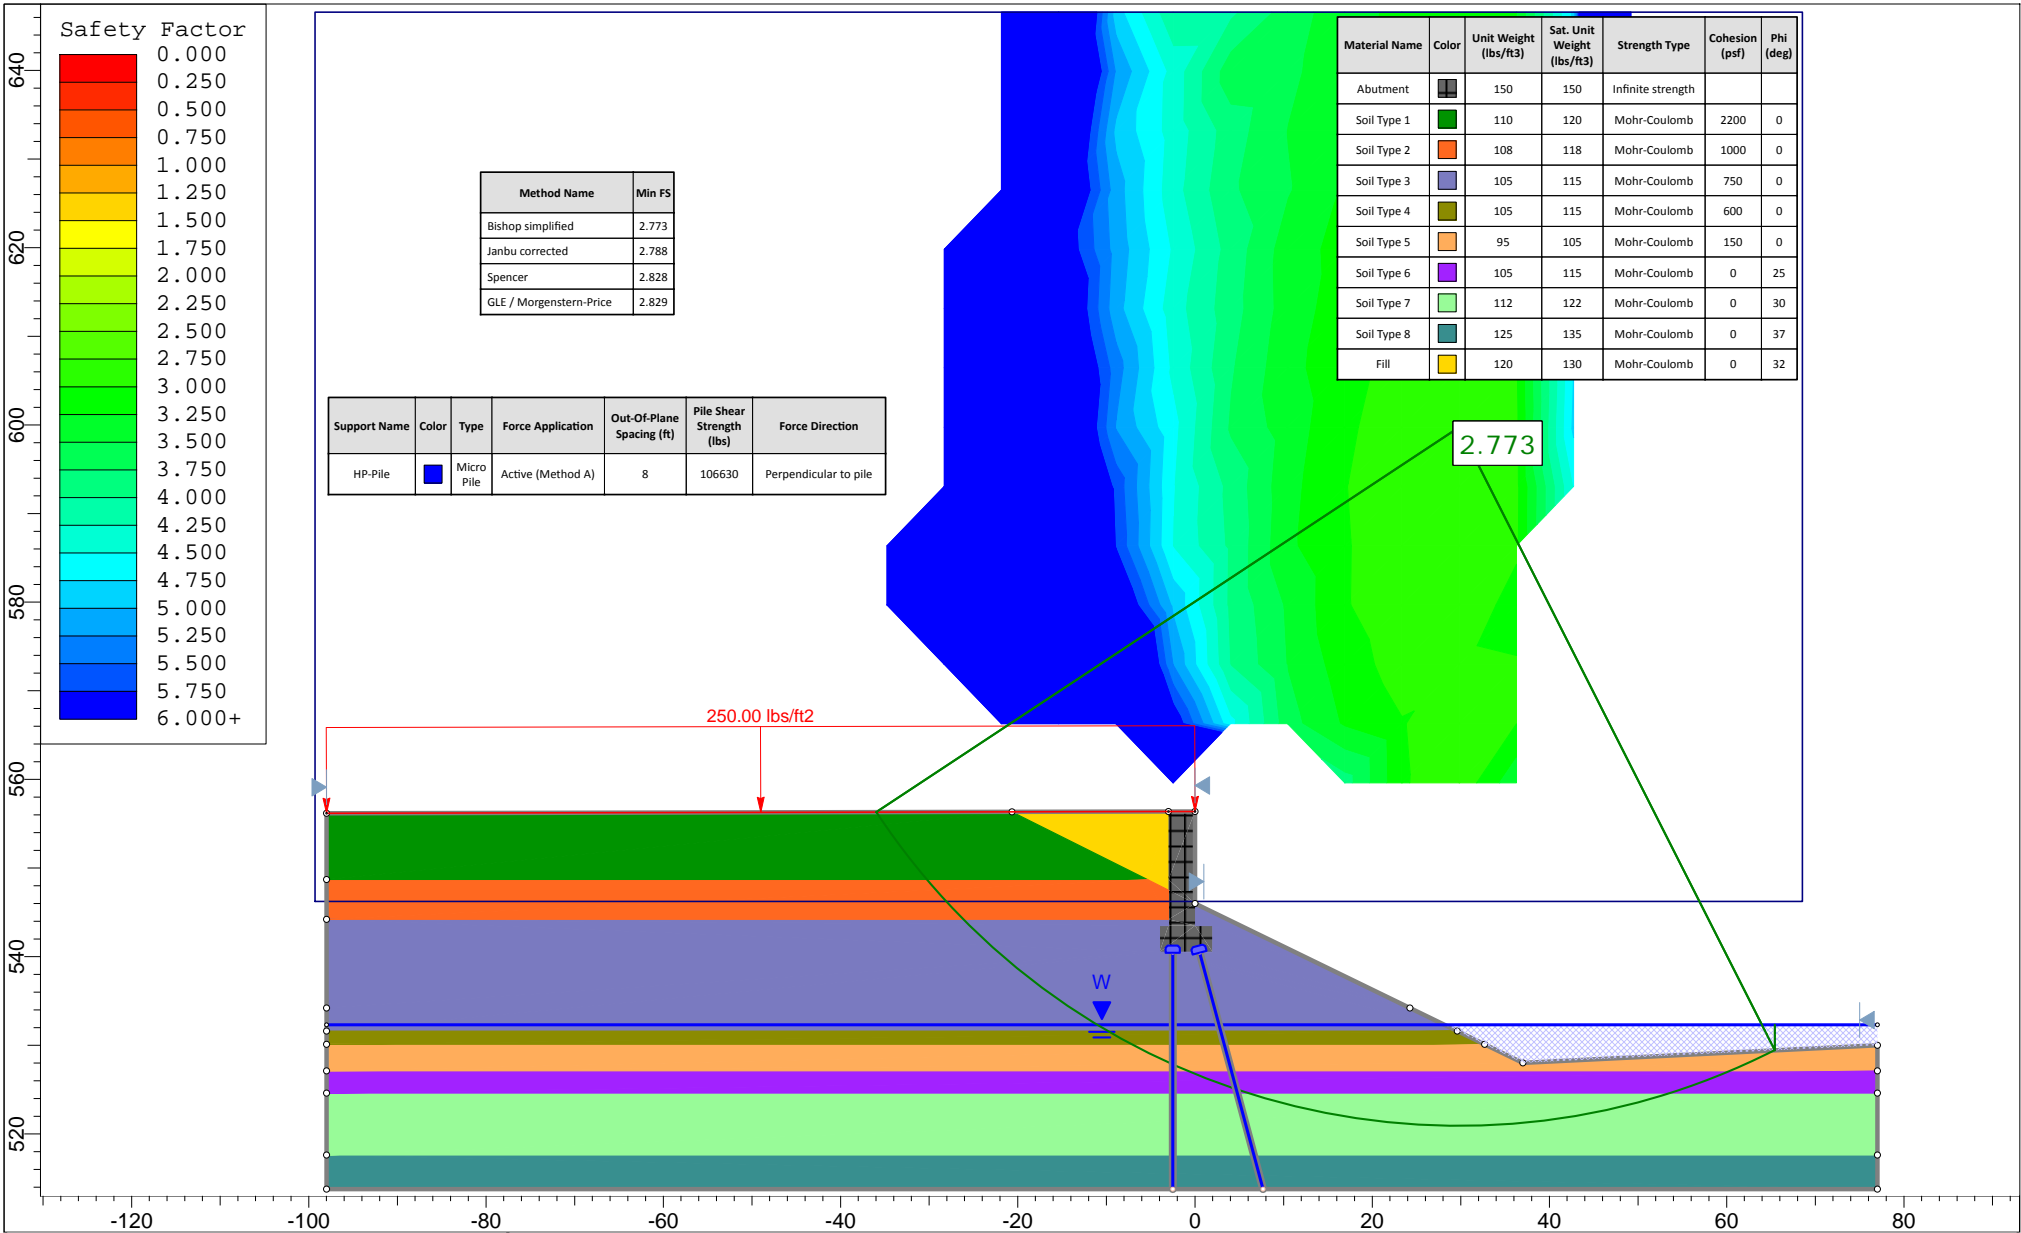 Safety Factor
0.000
0.250
0.500
0.750
1.000
1.250
1.500
1.750
2.000
2.250
2.500
2.750
3.000
3.250
3.500
3.750
4.000
4.250
4.500
4.750
5.000
5.250
5.500
5.750
6.000+
Method Name Min FS
Bishop simplified 2.773
Janbu corrected 2.788
Spencer 2.828
GLE / Morgenstern-Price 2.829
Support Name Color Type Force Application Out-Of-Plane Spacing (ft) Pile Shear Strength (lbs) Force Direction
HP-Pile Micro Pile Active (Method A) 8 106630 Perpendicular to pile
Material Name Color Unit Weight (lbs/ft3) Sat. Unit Weight (lbs/ft3) Strength Type Cohesion (psf) Phi (deg)
Abutment 150 150 Infinite strength
Soil Type 1 110 120 Mohr-Coulomb 2200 0
Soil Type 2 108 118 Mohr-Coulomb 1000 0
Soil Type 3 105 115 Mohr-Coulomb 750 0
Soil Type 4 105 115 Mohr-Coulomb 600 0
Soil Type 5 95 105 Mohr-Coulomb 150 0
Soil Type 6 105 115 Mohr-Coulomb 0 25
Soil Type 7 112 122 Mohr-Coulomb 0 30
Soil Type 8 125 135 Mohr-Coulomb 0 37
Fill 120 130 Mohr-Coulomb 0 32
2.773
250.00 lbs/ft2
W
640
620
600
580
560
540
520
-120 -100 -80 -60 -40 -20 0 20 40 60 80